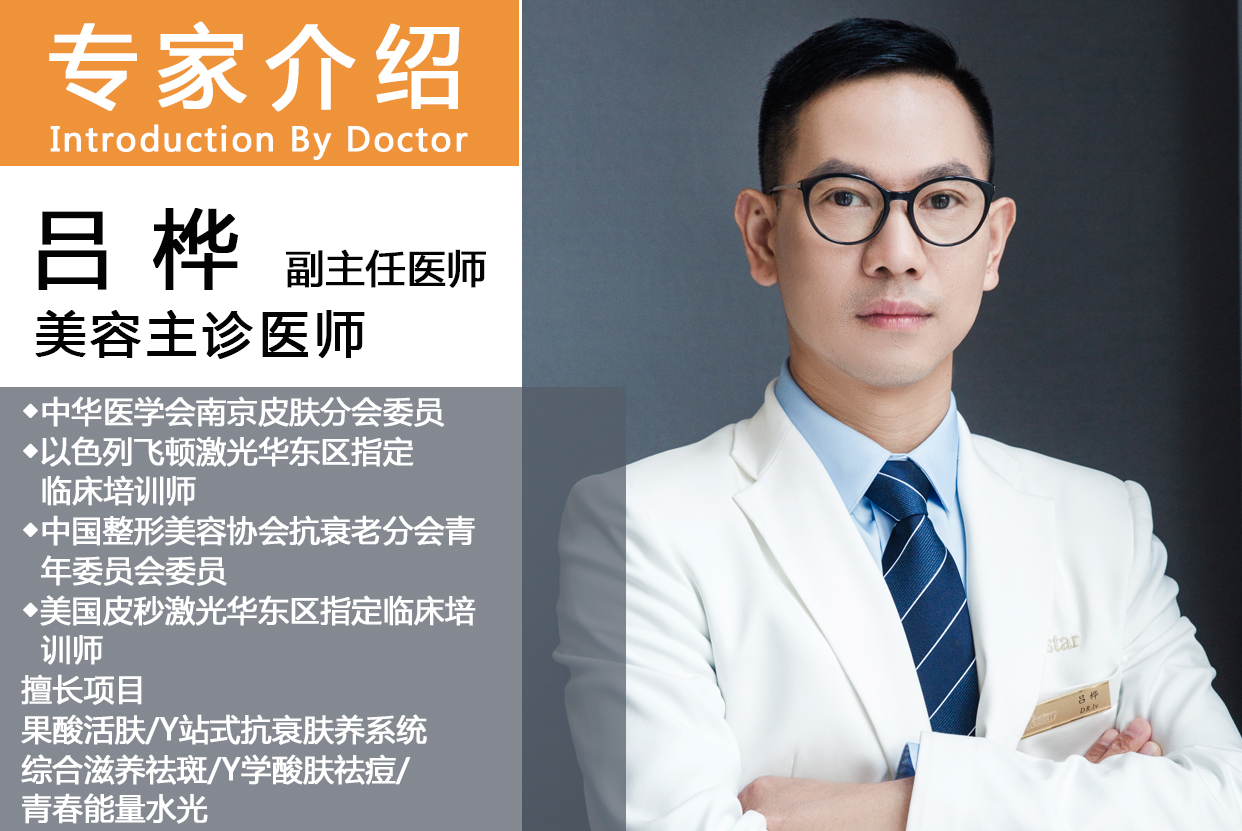 专家介绍
Introduction By Doctor
吕 桦 副主任医师
美容主诊医师
◆中华医学会南京皮肤分会委员
◆以色列飞顿激光华东区指定
临床培训师
◆中国整形美容协会抗衰老分会青
年委员会委员
◆美国皮秒激光华东区指定临床培
训师
擅长项目
果酸活肤/Y站式抗衰肤养系统
综合滋养祛斑/Y学酸肤祛痘/
青春能量水光
star
吕 桦
DR.lv